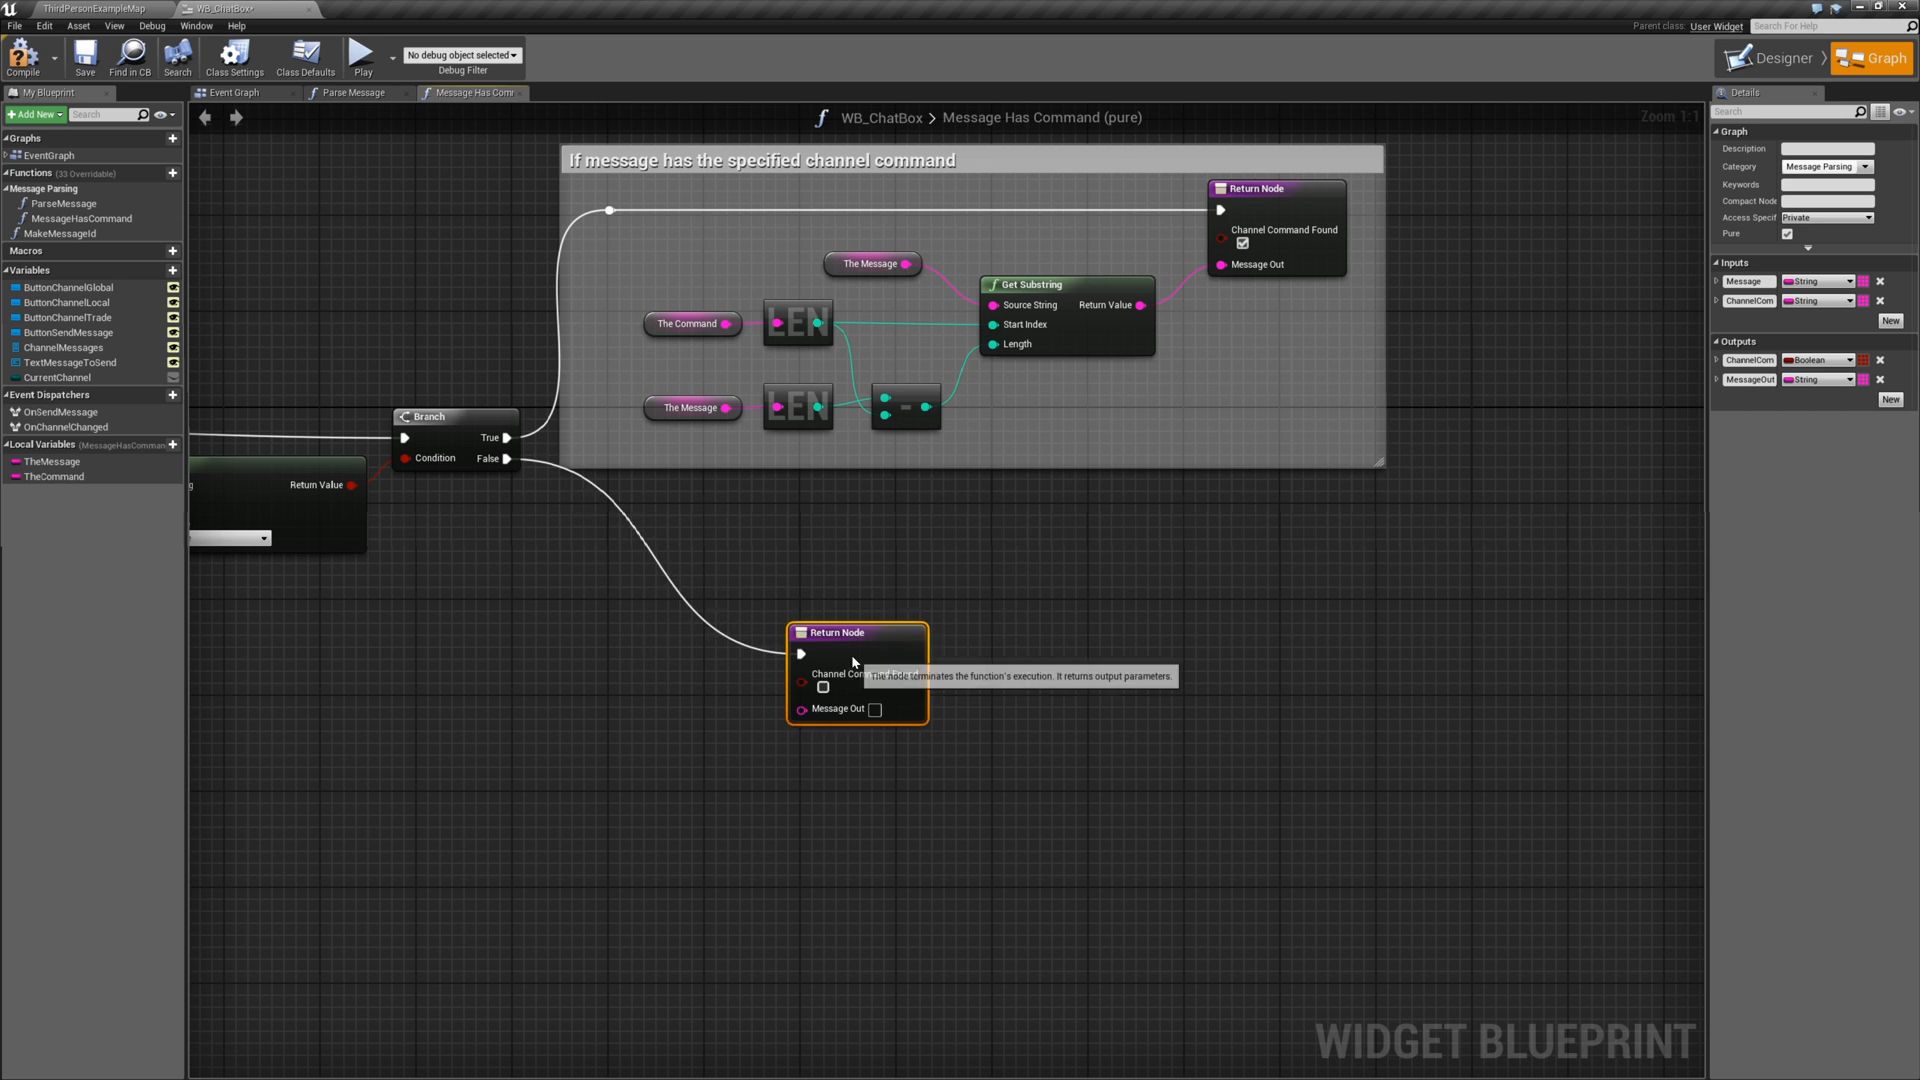 ThirdPersonExampleMap
WB_ChatBox*
File Edit Asset View Debug Window Help
Parent class: User Widget
Search For Help
Compile
Save
Find in CB
Search
Class Settings
Class Defaults
Play
No debug object selected
Debug Filter
Designer
Graph
My Blueprint
Event Graph
Parse Message
Message Has Comm
Details
Add New
Search
WB_ChatBox > Message Has Command (pure)
Zoom 1:1
Search
Graphs
EventGraph
Functions (33 Overridable)
Message Parsing
ParseMessage
MessageHasCommand
MakeMessageId
Macros
Variables
ButtonChannelGlobal
ButtonChannelLocal
ButtonChannelTrade
ButtonSendMessage
ChannelMessages
TextMessageToSend
CurrentChannel
Event Dispatchers
OnSendMessage
OnChannelChanged
Local Variables (MessageHasComman
TheMessage
TheCommand
If message has the specified channel command
Return Node
Channel Command Found
Message Out
The Message
Get Substring
Source String Return Value
Start Index
Length
The Command
LEN
The Message
LEN
-
Branch
True
Condition False
g
Return Value
Return Node
The node terminates the function's execution. It returns output parameters.
Message Out
Graph
Description
Category Message Parsing
Keywords
Compact Node
Access Specif Private
Pure
Inputs
Message String
ChannelCom String
New
Outputs
ChannelCom Boolean
MessageOut String
New
WIDGET BLUEPRINT